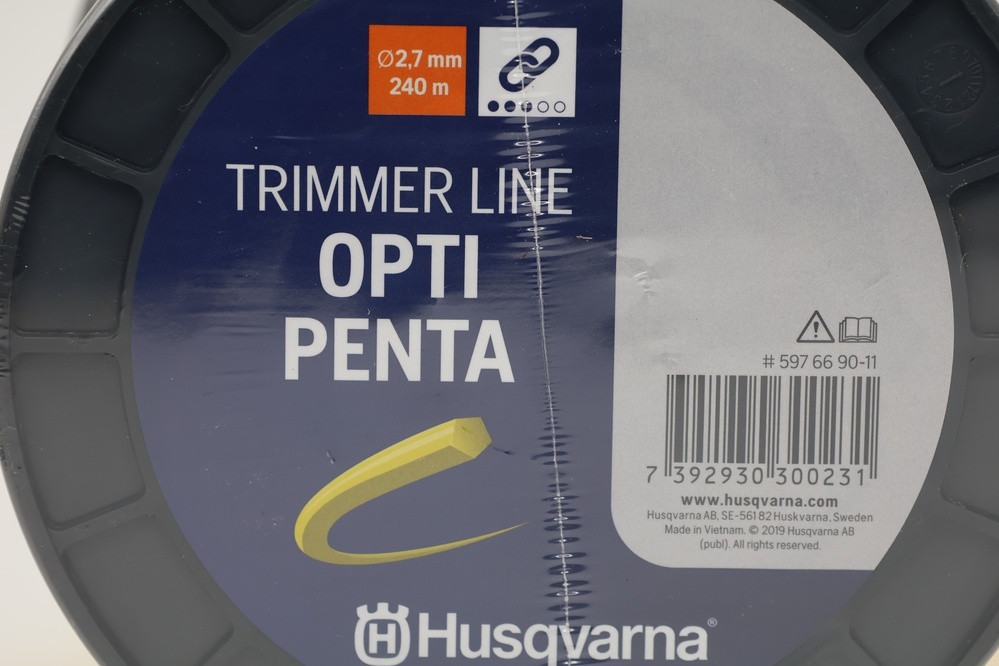 Ø2,7 mm
240 m
TRIMMER LINE
OPTI
PENTA
# 597 66 90-11
7 392930 300231
www.husqvarna.com
Husqvarna AB, SE-561 82 Huskvarna, Sweden
Made in Vietnam. © 2019 Husqvarna AB
(publ). All rights reserved.
H Husqvarna®